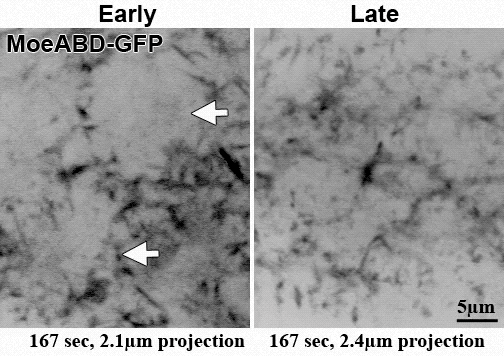 Early
Late
MoeABD-GFP
5µm
167 sec, 2.1µm projection
167 sec, 2.4µm projection